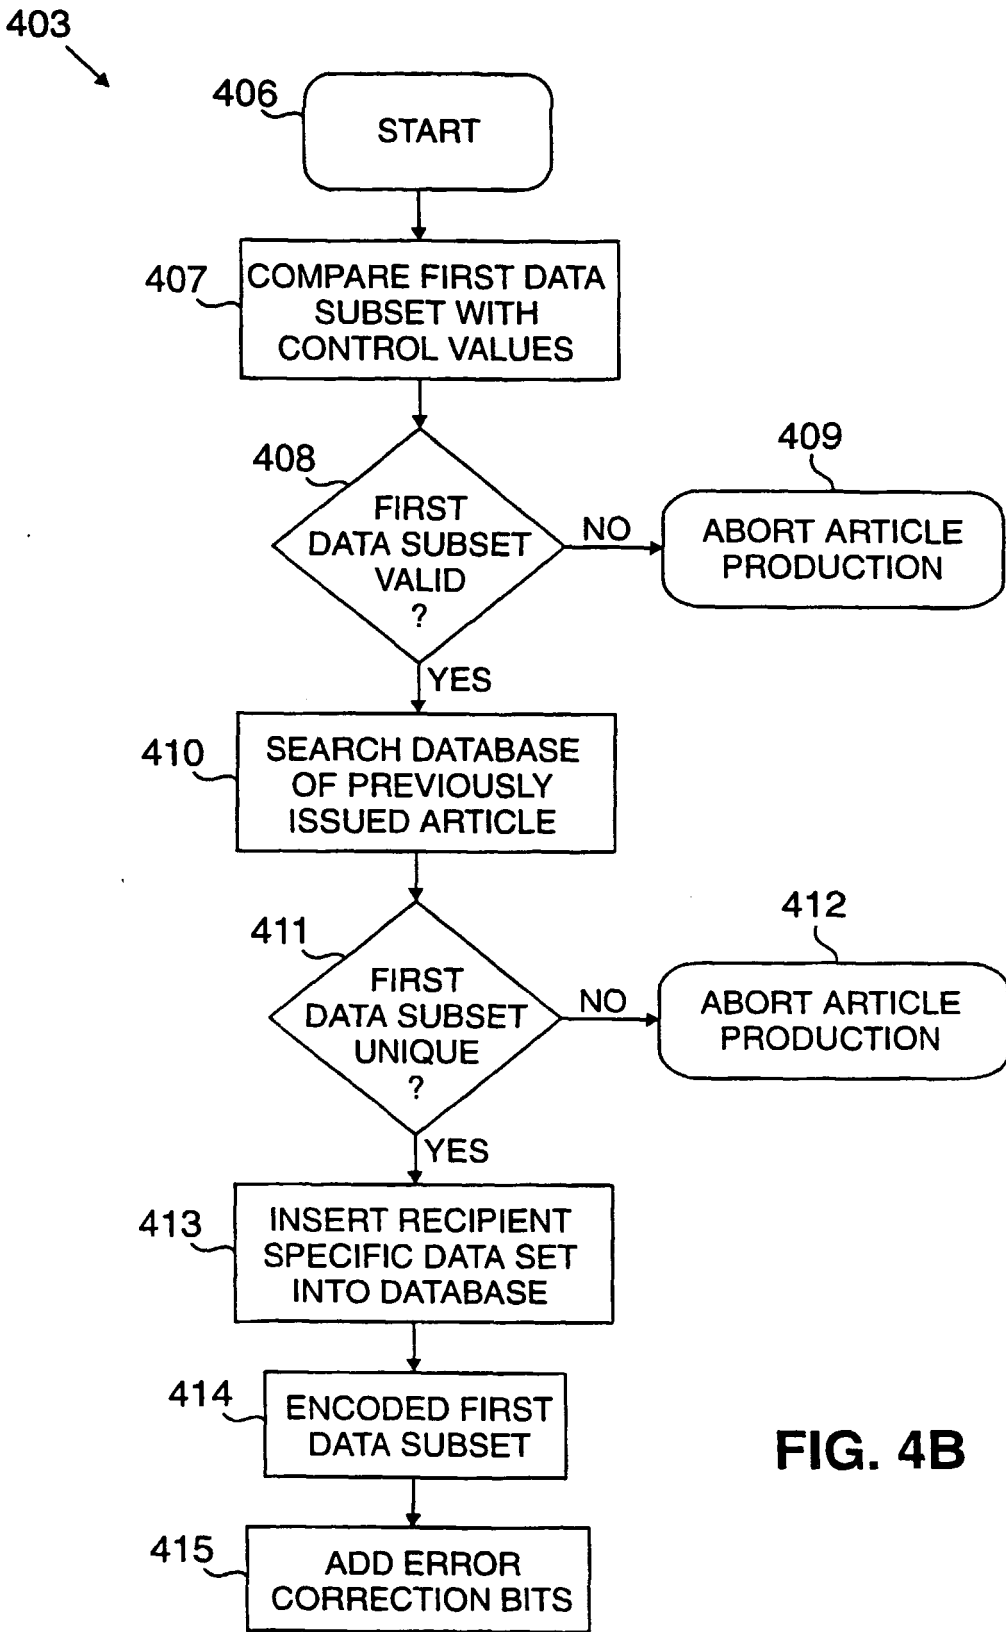 403
406
START
407
COMPARE FIRST DATA
SUBSET WITH
CONTROL VALUES
408
FIRST
DATA SUBSET
VALID
?
NO
409
ABORT ARTICLE
PRODUCTION
YES
410
SEARCH DATABASE
OF PREVIOUSLY
ISSUED ARTICLE
411
FIRST
DATA SUBSET
UNIQUE
?
NO
412
ABORT ARTICLE
PRODUCTION
YES
413
INSERT RECIPIENT
SPECIFIC DATA SET
INTO DATABASE
414
ENCODED FIRST
DATA SUBSET
415
ADD ERROR
CORRECTION BITS
FIG. 4B